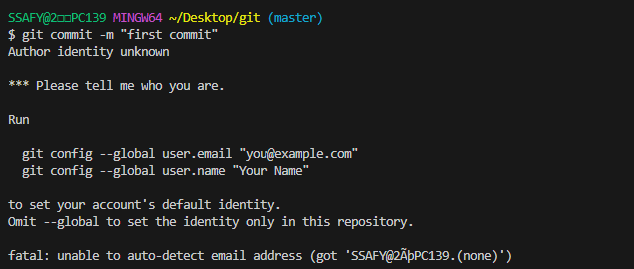 SSAFY@2□□PC139 MINGW64 ~/Desktop/git (master)
$ git commit -m "first commit"
Author identity unknown
*** Please tell me who you are.
Run
git config --global user.email "you@example.com"
git config --global user.name "Your Name"
to set your account's default identity.
Omit --global to set the identity only in this repository.
fatal: unable to auto-detect email address (got 'SSAFY@2ÃþPC139.(none)')